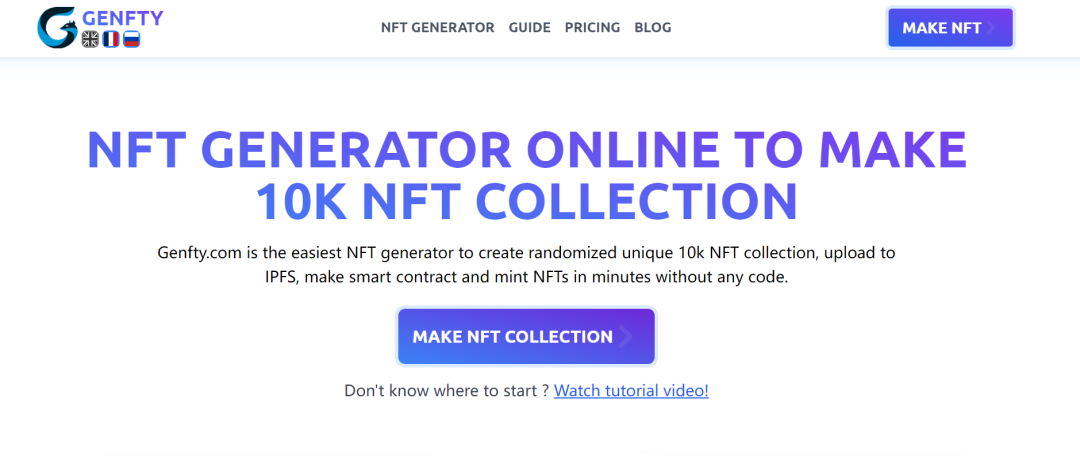 GENFTY
NFT GENERATOR GUIDE PRICING BLOG
MAKE NFT
NFT GENERATOR ONLINE TO MAKE
10K NFT COLLECTION
Genfty.com is the easiest NFT generator to create randomized unique 10k NFT collection, upload to
IPFS, make smart contract and mint NFTs in minutes without any code.
MAKE NFT COLLECTION
Don't know where to start ? Watch tutorial video!